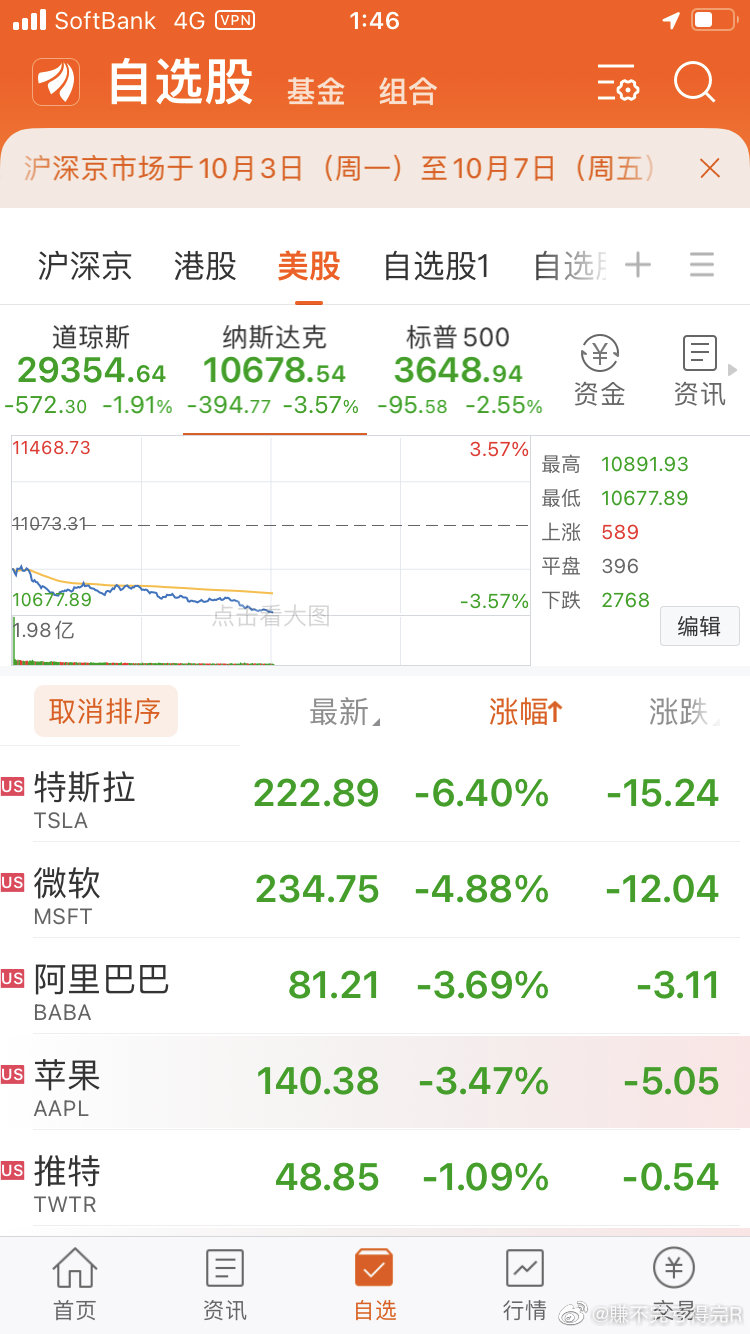 SoftBank 4G VPN 1:46
自选股 基金 组合
沪深京市场于10月3日（周一）至10月7日（周五）
沪深京 港股 美股 自选股1 自选股
道琼斯 纳斯达克 标普500
29354.64 10678.54 3648.94
-572.30 -1.91% -394.77 -3.57% -95.58 -2.55%
资金 资讯
11468.73 3.57%
11073.31
10677.89 -3.57%
点击看大图
1.98亿
最高 10891.93
最低 10677.89
上涨 589
平盘 396
下跌 2768
编辑
取消排序 最新 涨幅↑ 涨跌
US 特斯拉 222.89 -6.40% -15.24
TSLA
US 微软 234.75 -4.88% -12.04
MSFT
US 阿里巴巴 81.21 -3.69% -3.11
BABA
US 苹果 140.38 -3.47% -5.05
AAPL
US 推特 48.85 -1.09% -0.54
TWTR
首页 资讯 自选 行情 交易